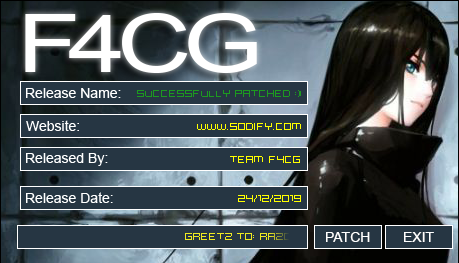 F4CG
Release Name: SUCCESSFULLY PATCHED :)
Website: WWW.SODIFY.COM
Released By: TEAM F4CG
Release Date: 24/12/2019
GREETZ TO:
PATCH EXIT